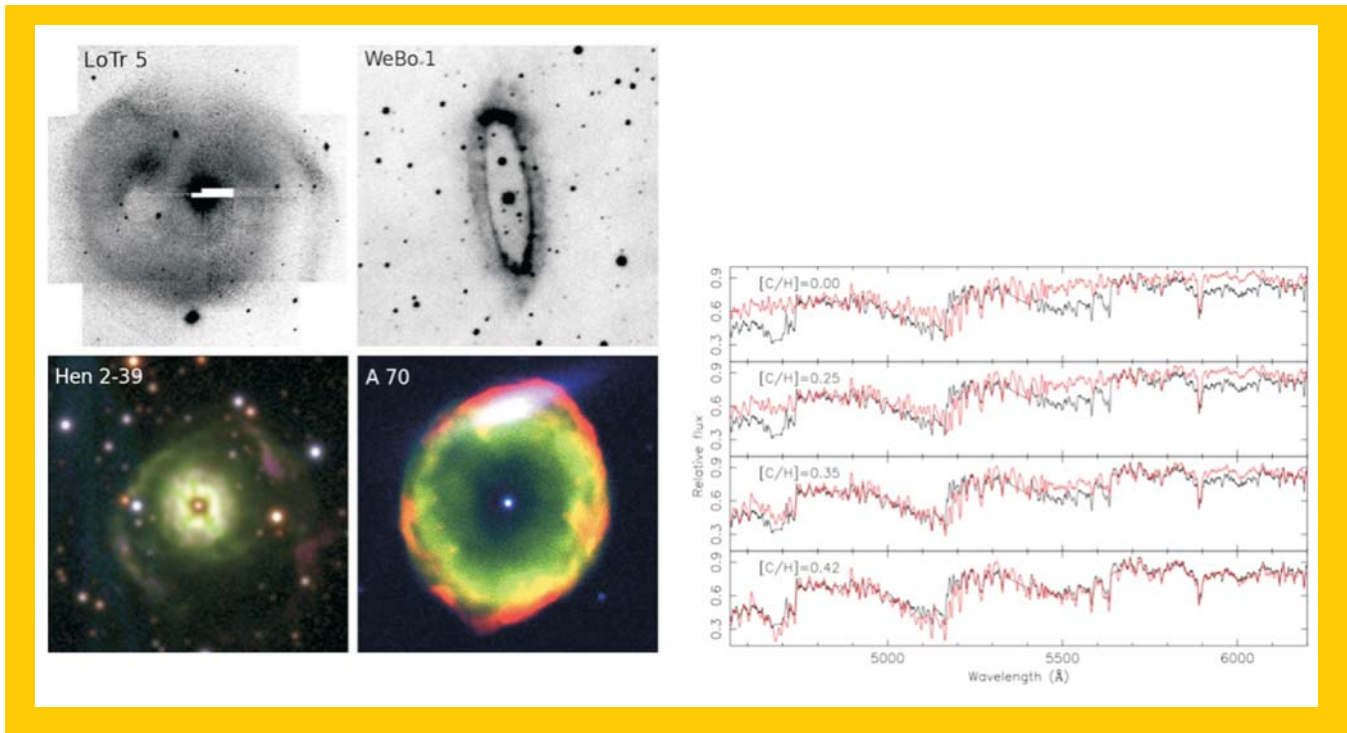 LoTr 5
WeBo 1
Hen 2-39
A 70
[C/H]=0.00
0.9
0.6
0.3
[C/H]=0.25
0.9
0.6
0.3
[C/H]=0.35
0.9
0.6
0.3
[C/H]=0.42
0.9
0.6
0.3
Relative flux
5000
5500
6000
Wavelength (Å)